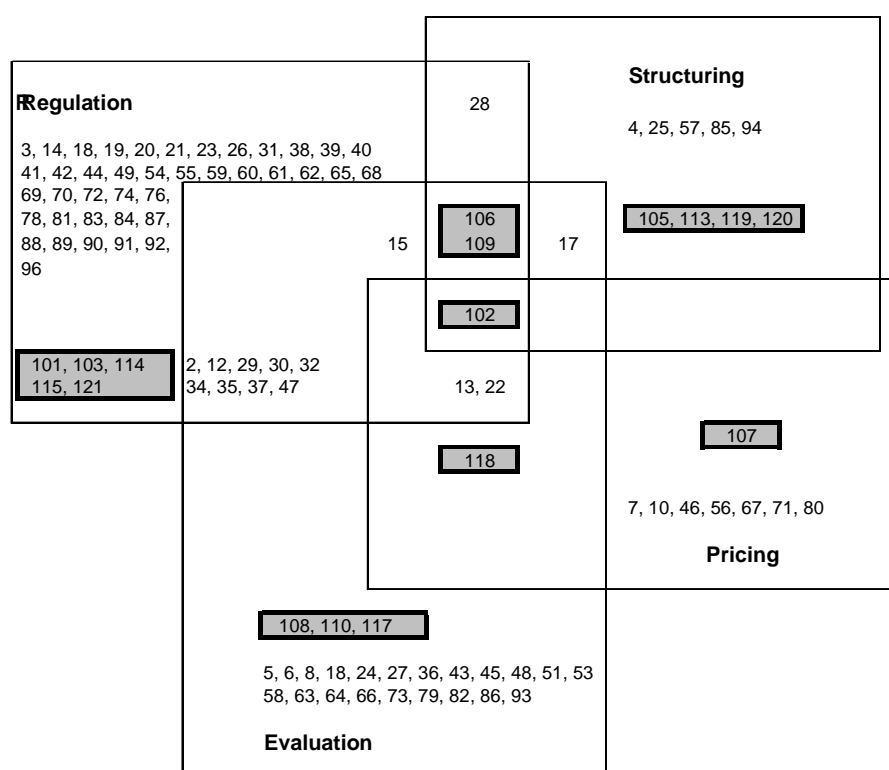 Structuring
RRegulation
28
4, 25, 57, 85, 94
3, 14, 18, 19, 20, 21, 23, 26, 31, 38, 39, 40
41, 42, 44, 49, 54, 55, 59, 60, 61, 62, 65, 68
69, 70, 72, 74, 76,
78, 81, 83, 84, 87,
88, 89, 90, 91, 92,
96
15
106
109
17
105, 113, 119, 120
102
101, 103, 114
115, 121
2, 12, 29, 30, 32
34, 35, 37, 47
13, 22
107
118
7, 10, 46, 56, 67, 71, 80
Pricing
108, 110, 117
5, 6, 8, 18, 24, 27, 36, 43, 45, 48, 51, 53
58, 63, 64, 66, 73, 79, 82, 86, 93
Evaluation